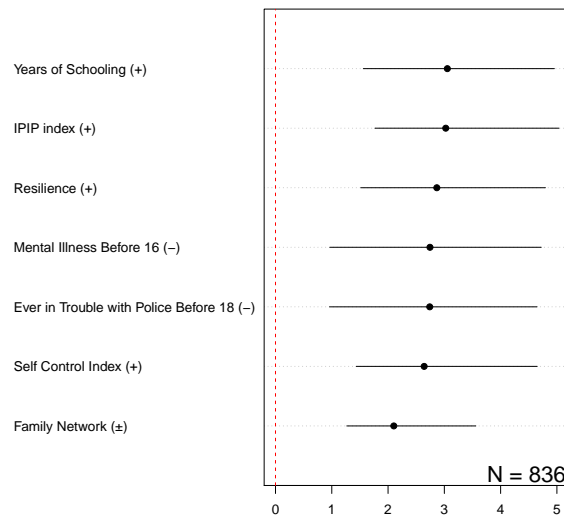 Years of Schooling (+)
IPIP index (+)
Resilience (+)
Mental Illness Before 16 (−)
Ever in Trouble with Police Before 18 (−)
Self Control Index (+)
Family Network (±)
N = 836
0 1 2 3 4 5